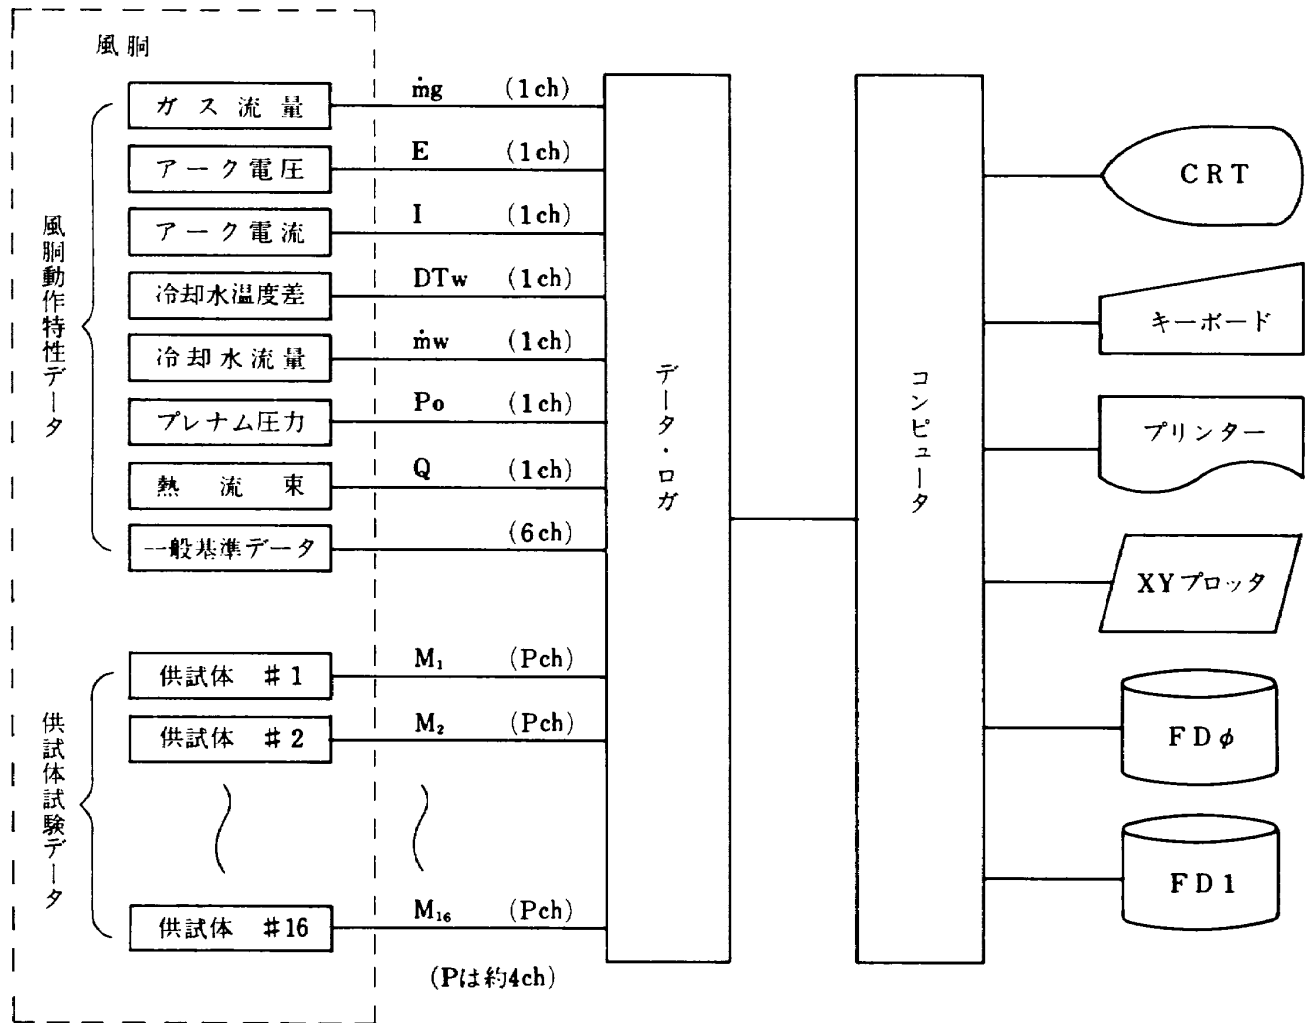 風胴
風胴動作特性データ
ガス流量 ṁg (1ch)
アーク電圧 E (1ch)
アーク電流 I (1ch)
冷却水温度差 DTw (1ch)
冷却水流量 ṁw (1ch)
プレナム圧力 Po (1ch)
熱流束 Q (1ch)
一般基準データ (6ch)
供試体試験データ
供試体 #1 M₁ (Pch)
供試体 #2 M₂ (Pch)
供試体 #16 M₁₆ (Pch)
(Pは約4ch)
データ・ロガ
コンピュータ
CRT
キーボード
プリンター
XYプロッタ
FDφ
FD1